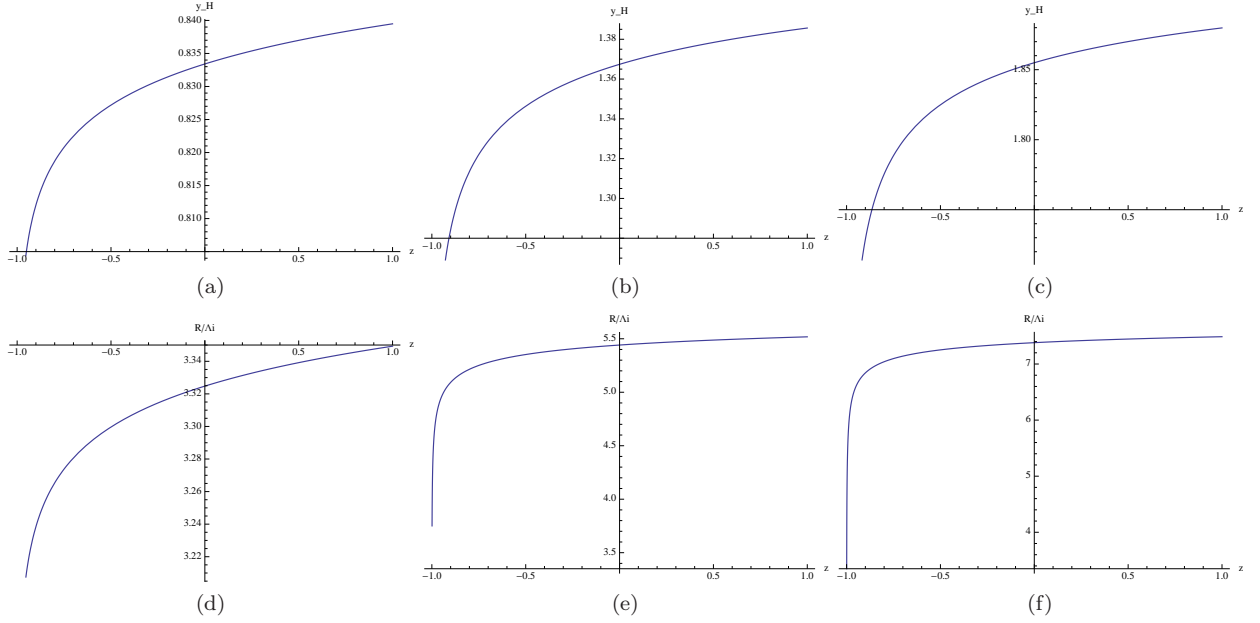 y_H
0.840
0.835
0.830
0.825
0.820
0.815
0.810
-1.0 -0.5 0.5 1.0 z
(a)
y_H
1.38
1.36
1.34
1.32
1.30
-1.0 -0.5 0.5 1.0 z
(b)
y_H
1.85
1.80
-1.0 -0.5 0.5 1.0 z
(c)
R/Λi
-1.0 -0.5 0.5 1.0 z
3.34
3.32
3.30
3.28
3.26
3.24
3.22
(d)
R/Λi
5.5
5.0
4.5
4.0
3.5
-1.0 -0.5 0.5 1.0 z
(e)
R/Λi
7
6
5
4
-1.0 -0.5 0.5 1.0 z
(f)